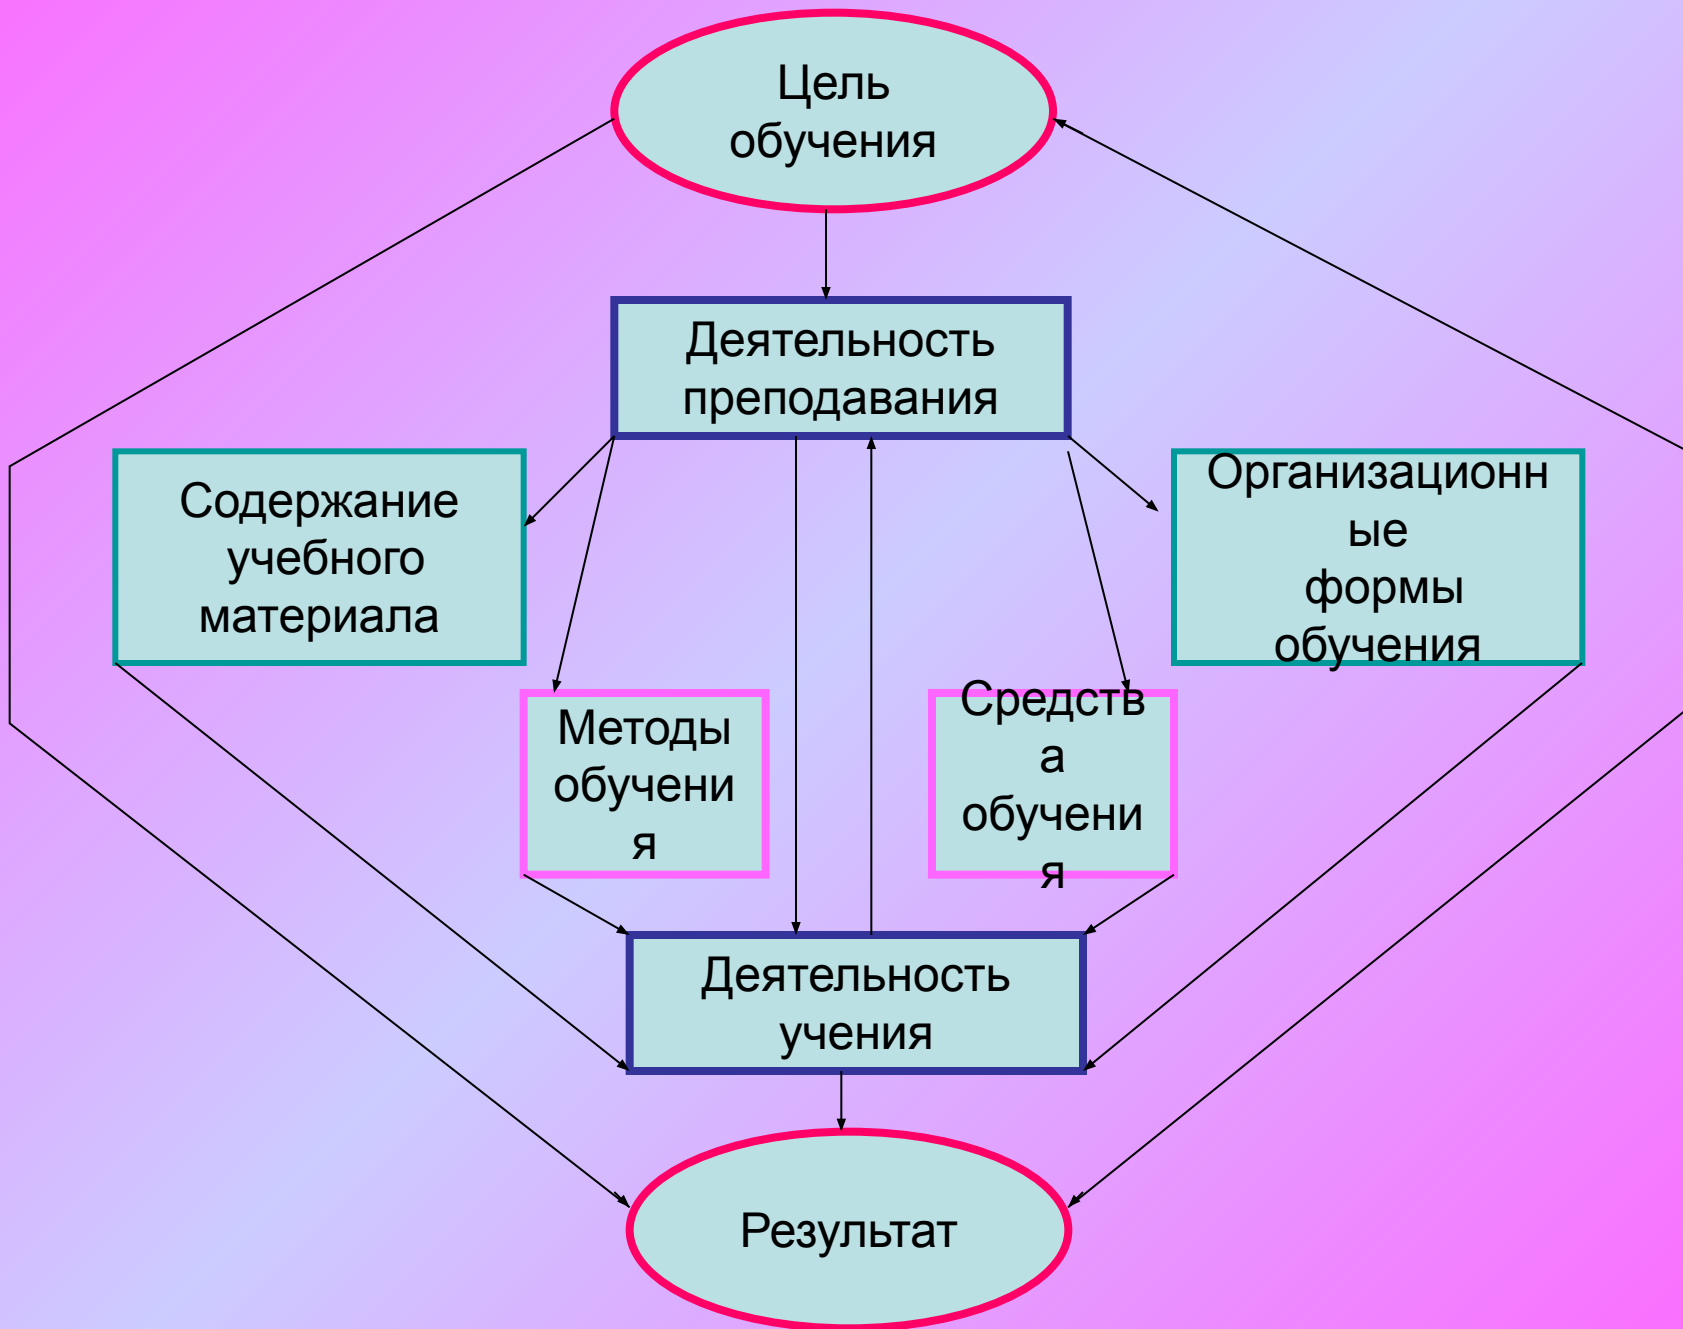 Цель
обучения
Деятельность
преподавания
Содержание
учебного
материала
Организационн
ые
формы
обучения
Методы
обучени
я
Средств
а
обучени
я
Деятельность
учения
Результат